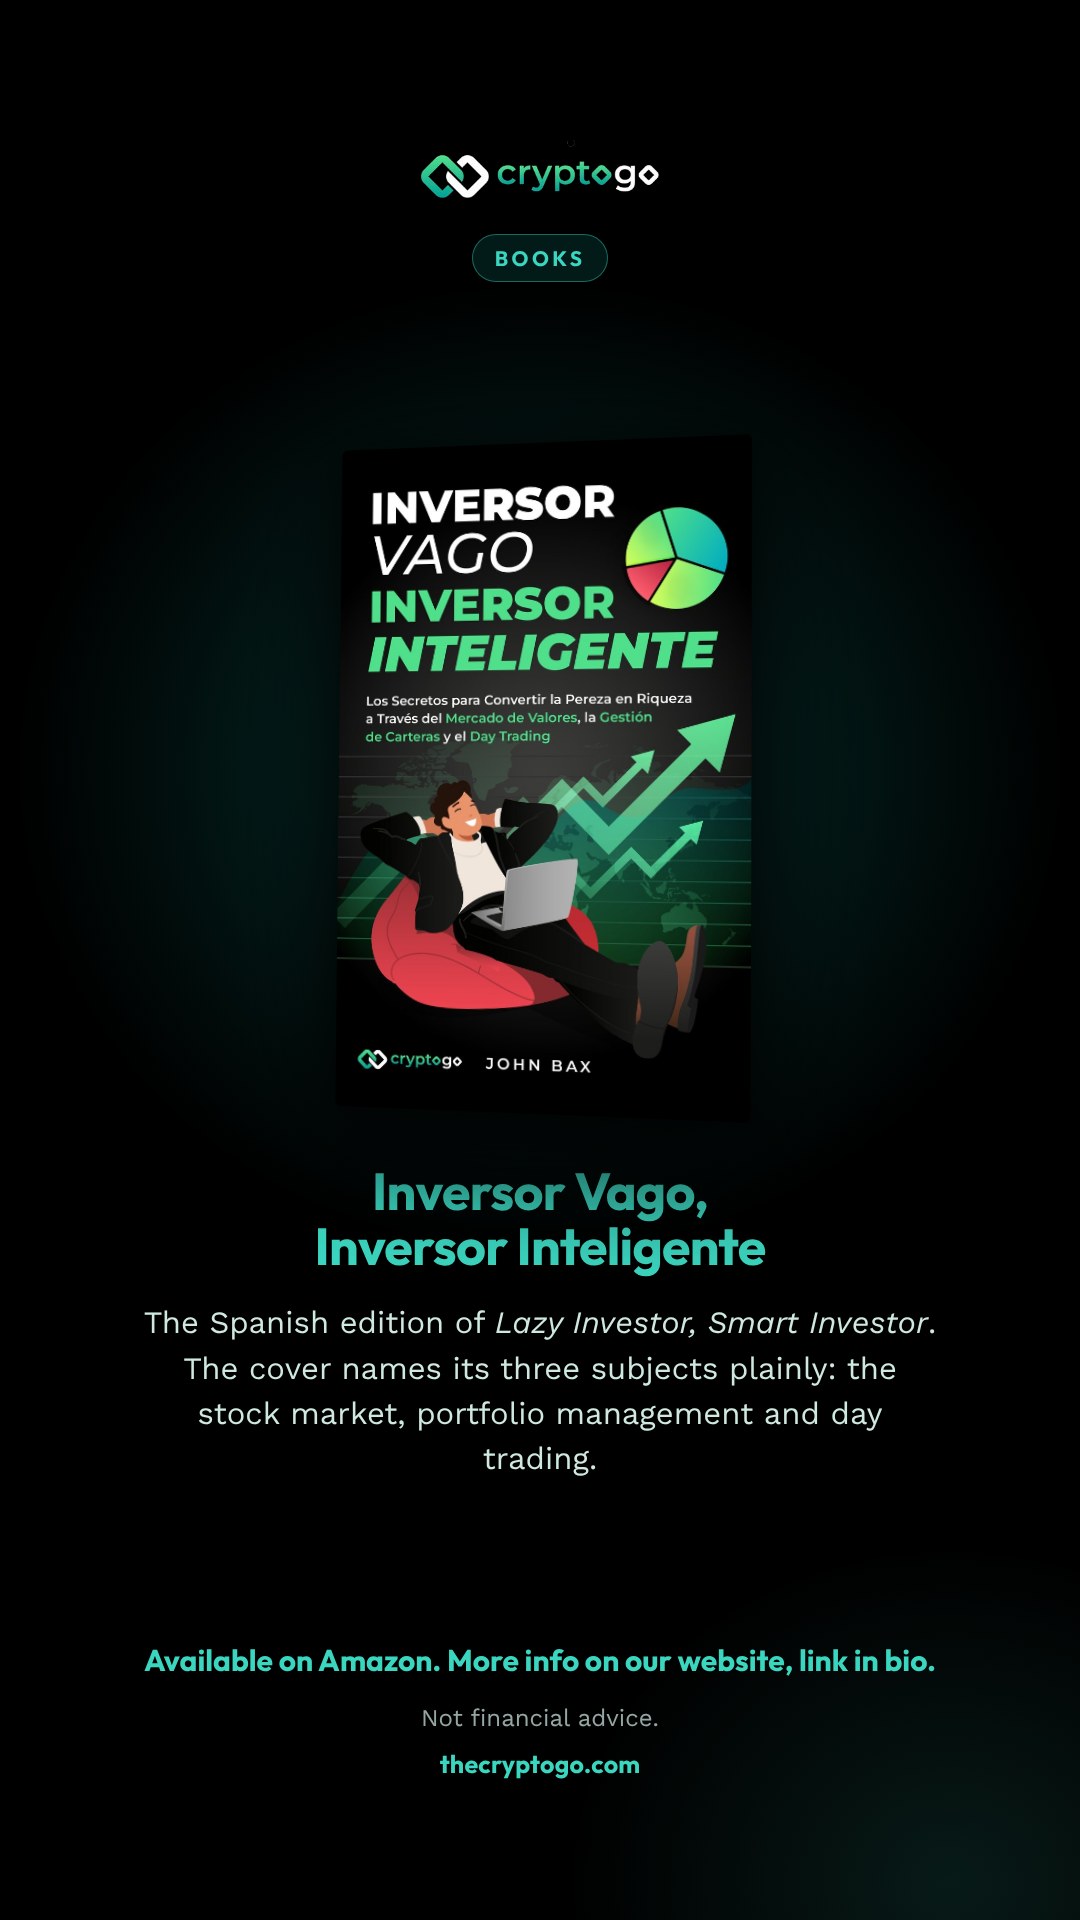 cryptogo
BOOKS
INVERSOR
VAGO
INVERSOR
INTELIGENTE
Los Secretos para Convertir la Pereza en Riqueza
a Través del Mercado de Valores, la Gestión
de Carteras y el Day Trading
cryptogo JOHN BAX
Inversor Vago,
Inversor Inteligente
The Spanish edition of Lazy Investor, Smart Investor.
The cover names its three subjects plainly: the
stock market, portfolio management and day
trading.
Available on Amazon. More info on our website, link in bio.
Not financial advice.
thecryptogo.com